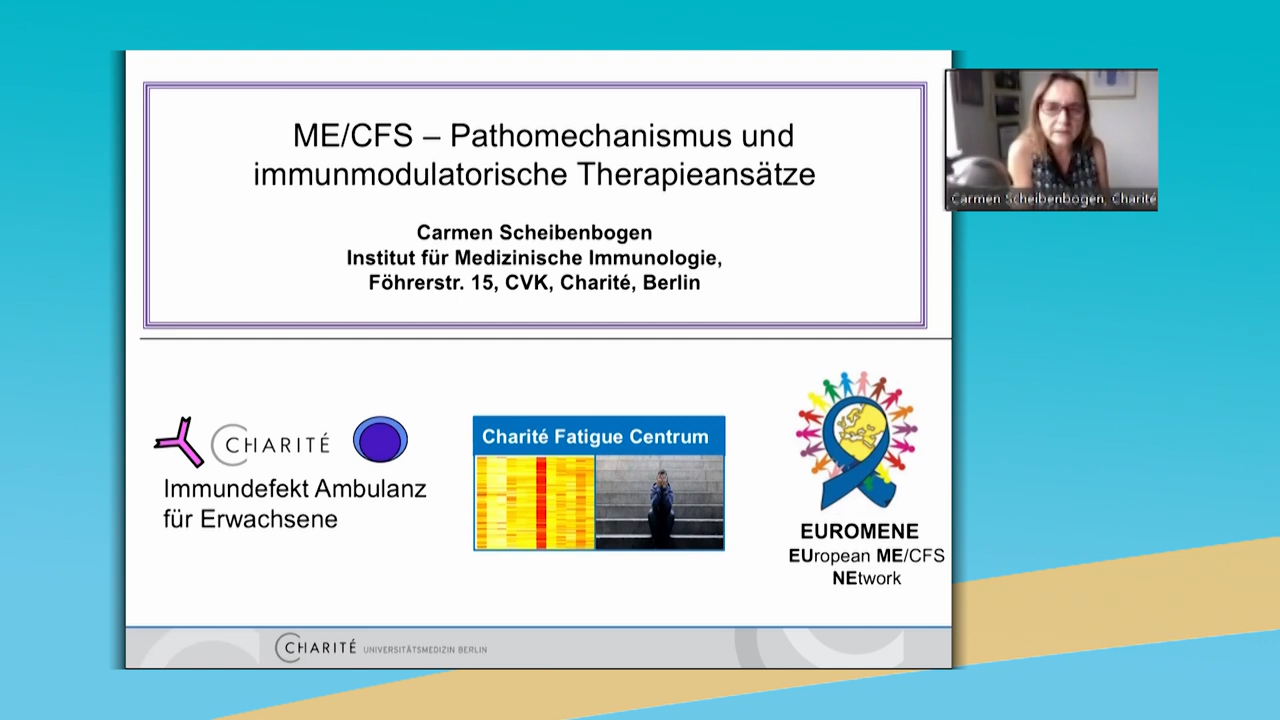 ME/CFS – Pathomechanismus und
immunmodulatorische Therapieansätze
Carmen Scheibenbogen
Institut für Medizinische Immunologie,
Föhrerstr. 15, CVK, Charité, Berlin
Carmen Scheibenbogen, Charité
CHARITÉ
Immundefekt Ambulanz
für Erwachsene
Charité Fatigue Centrum
EUROMENE
EUropean ME/CFS
NEtwork
CHARITÉ UNIVERSITÄTSMEDIZIN BERLIN